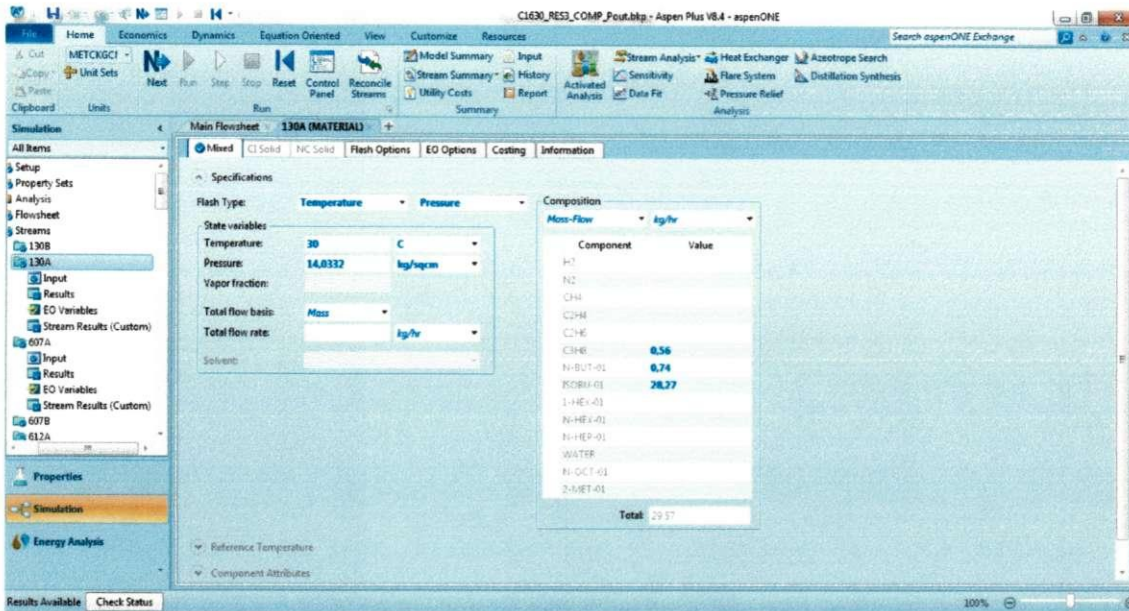 C1630_RES3_COMP_Pout.bkp - Aspen Plus V8.4 - aspenONE
File Home Economics Dynamics Equation Oriented View Customize Resources Search aspenONE Exchange
Cut METCKGCI Model Summary Input Stream Analysis Heat Exchanger Azeotrope Search
Copy Unit Sets Next Run Step Stop Reset Control Panel Reconcile Streams Stream Summary History Activated Analysis Sensitivity Flare System Distillation Synthesis
Paste Utility Costs Report Data Fit Pressure Relief
Clipboard Units Run Summary Analysis
Simulation Main Flowsheet 130A (MATERIAL) +
All Items Mixed CI Solid NC Solid Flash Options EO Options Costing Information
Setup
Property Sets
Analysis
Flowsheet
Streams
130B
130A
Input
Results
EO Variables
Stream Results (Custom)
607A
Input
Results
EO Variables
Stream Results (Custom)
607B
612A
Properties
Simulation
Energy Analysis
Specifications
Flash Type: Temperature Pressure
State variables
Temperature: 30 C
Pressure: 14,0332 kg/sqcm
Vapor fraction:
Total flow basis: Mass
Total flow rate: kg/hr
Solvent:
Composition
Mass-Flow kg/hr
Component Value
H2
N2
CH4
C2H4
C2H6
C3H8 0,56
N-BUT-01 0,74
ISOBU-01 28,27
1-HEX-01
N-HEX-01
N-HEP-01
WATER
N-OCT-01
2-MET-01
Total: 29.57
Reference Temperature
Component Attributes
Results Available Check Status 100%